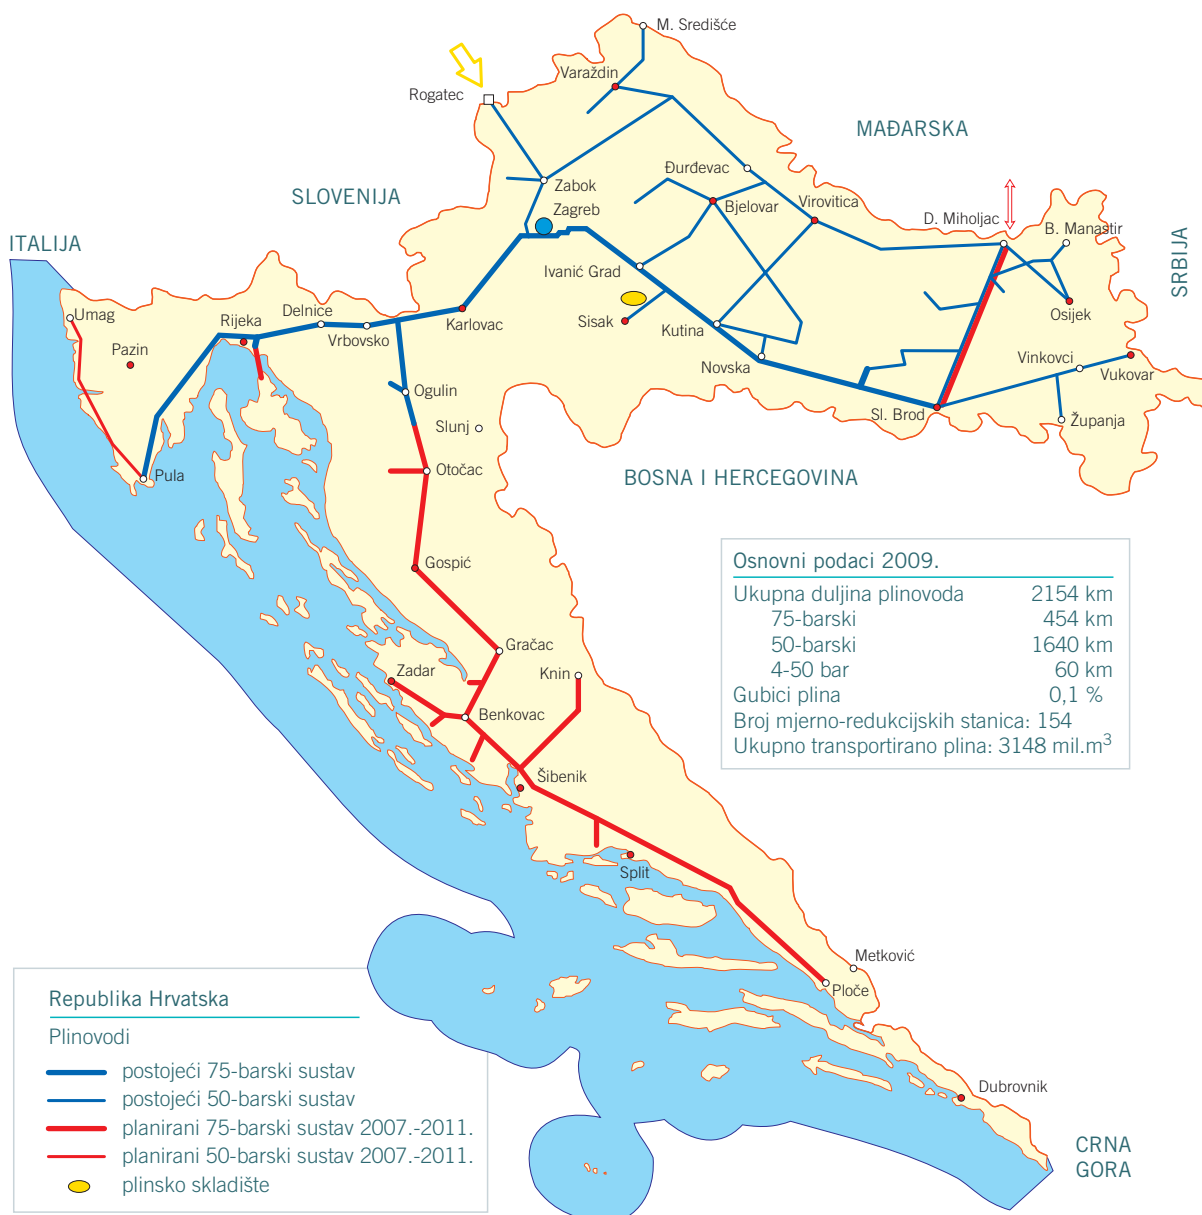 M. Središće
Varaždin
Rogatec
MAĐARSKA
Đurđevac
SLOVENIJA
Zabok
Zagreb
Bjelovar
Virovitica
D. Miholjac
B. Manastir
ITALIJA
SRBIJA
Ivanić Grad
Umag
Rijeka
Delnice
Vrbovsko
Karlovac
Sisak
Kutina
Osijek
Pazin
Novska
Vinkovci
Vukovar
Ogulin
Slunj
Sl. Brod
Županja
Pula
Otočac
BOSNA I HERCEGOVINA
Gospić
Osnovni podaci 2009.
Ukupna duljina plinovoda 2154 km
75-barski 454 km
50-barski 1640 km
4-50 bar 60 km
Gubici plina 0,1 %
Broj mjerno-redukcijskih stanica: 154
Ukupno transportirano plina: 3148 mil.m³
Gračac
Zadar
Knin
Benkovac
Šibenik
Split
Metković
Ploče
Dubrovnik
CRNA
GORA
Republika Hrvatska
Plinovodi
postojeći 75-barski sustav
postojeći 50-barski sustav
planirani 75-barski sustav 2007.-2011.
planirani 50-barski sustav 2007.-2011.
plinsko skladište